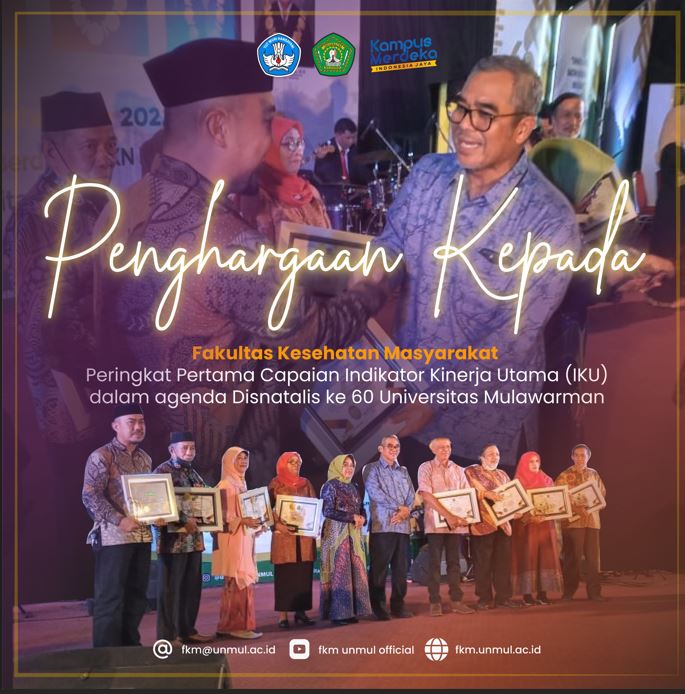 Kampus
Merdeka
INDONESIA JAYA
202
Penghargaan Kepada
Fakultas Kesehatan Masyarakat
Peringkat Pertama Capaian Indikator Kinerja Utama (IKU)
dalam agenda Disnatalis ke 60 Universitas Mulawarman
fkm@unmul.ac.id fkm unmul official fkm.unmul.ac.id